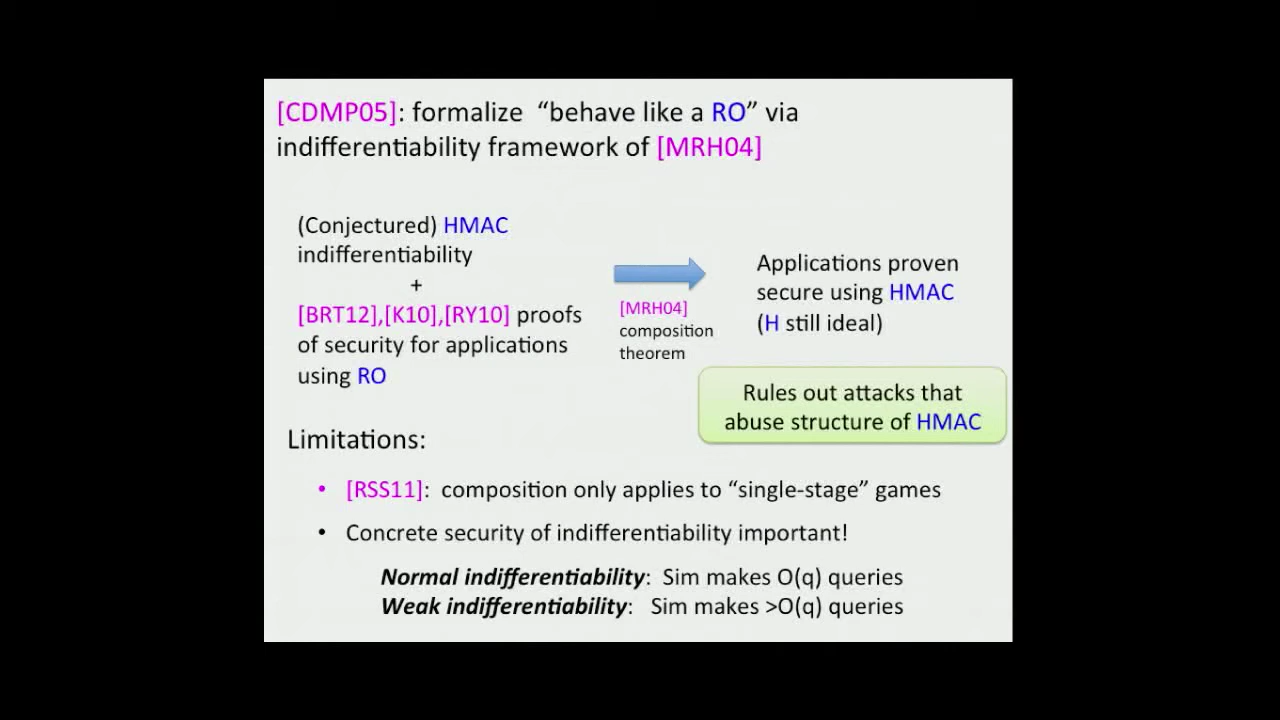 [CDMP05]: formalize “behave like a RO” via
indifferentiability framework of [MRH04]
(Conjectured) HMAC
indifferentiability
+
[BRT12],[K10],[RY10] proofs
of security for applications
using RO
[MRH04]
composition
theorem
Applications proven
secure using HMAC
(H still ideal)
Rules out attacks that
abuse structure of HMAC
Limitations:
• [RSS11]: composition only applies to “single-stage” games
• Concrete security of indifferentiability important!
Normal indifferentiability: Sim makes O(q) queries
Weak indifferentiability: Sim makes >O(q) queries